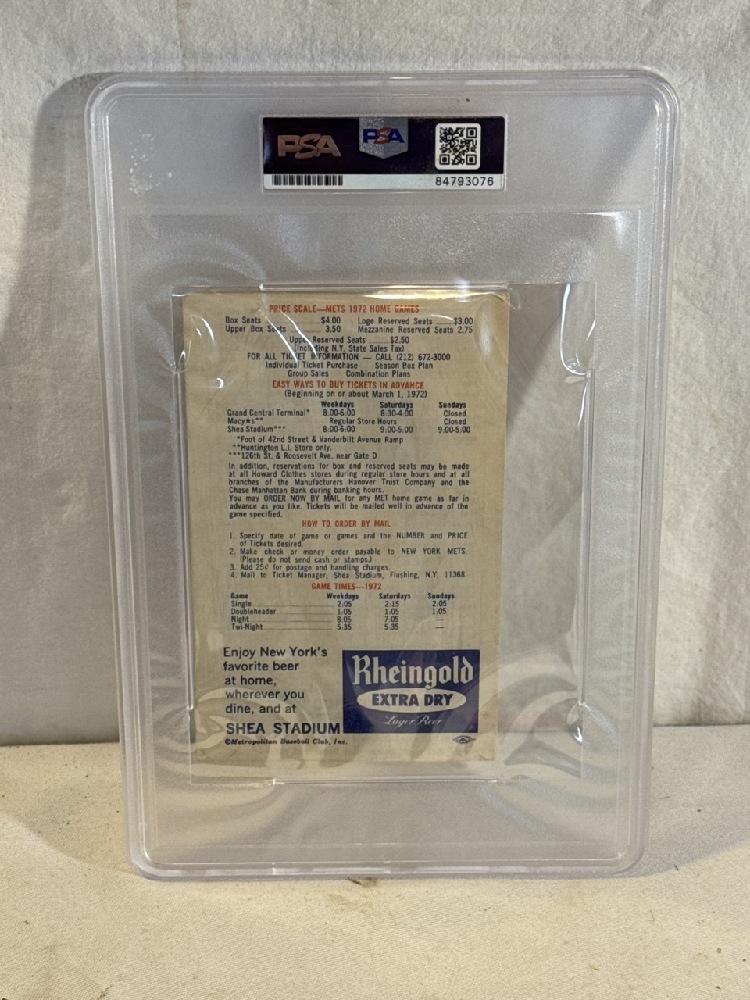 PSA PSA
84793076
PRICE SCALE—METS 1972 HOME GAMES
Box Seats $4.00 Loge Reserved Seats $3.00
Upper Box Seats 3.50 Mezzanine Reserved Seats 2.75
Upper Reserved Seats $2.50
(Including N.Y. State Sales Tax)
FOR ALL TICKET INFORMATION — CALL (212) 672-3000
Individual Ticket Purchase Season Box Plan
Group Sales Combination Plans
EASY WAYS TO BUY TICKETS IN ADVANCE
(Beginning on or about March 1, 1972)
Weekdays Saturdays Sundays
Grand Central Terminal* 8:00-6:00 8:30-4:00 Closed
Macy★s** Regular Store Hours Closed
Shea Stadium*** 8:00-6:00 9:00-5:00 9:00-5:00
*Foot of 42nd Street & Vanderbilt Avenue Ramp
**Huntington L.I. Store only.
***126th St. & Roosevelt Ave. near Gate D
In addition, reservations for box and reserved seats may be made
at all Howard Clothes stores during regular store hours and at all
branches of the Manufacturers Hanover Trust Company and the
Chase Manhattan Bank during banking hours.
You may ORDER NOW BY MAIL for any MET home game as far in
advance as you like. Tickets will be mailed well in advance of the
game specified.
HOW TO ORDER BY MAIL
1. Specify date of game or games and the NUMBER and PRICE
of Tickets desired.
2. Make check or money order payable to NEW YORK METS.
(Please do not send cash or stamps.)
3. Add 25¢ for postage and handling charges.
4. Mail to Ticket Manager, Shea Stadium, Flushing, N.Y. 11368.
GAME TIMES—1972
Game Weekdays Saturdays Sundays
Single 2:05 2:15 2:05
Doubleheader 1:05 1:05 1:05
Night 8:05 7:05 —
Twi-Night 5:35 5:35 —
Enjoy New York's
favorite beer
at home,
wherever you
dine, and at
SHEA STADIUM
©Metropolitan Baseball Club, Inc.
Rheingold
EXTRA DRY
Lager Beer